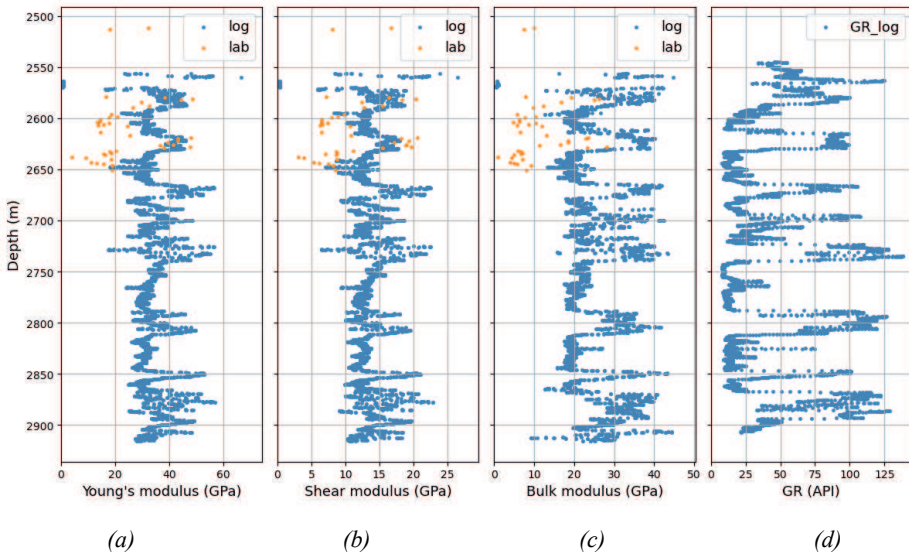 2500
2550
2600
2650
2700
2750
2800
2850
2900
Depth (m)
log
lab
0 20 40 60
Young's modulus (GPa)
(a)
log
lab
0 5 10 15 20 25
Shear modulus (GPa)
(b)
log
lab
0 10 20 30 40 50
Bulk modulus (GPa)
(c)
GR_log
0 25 50 75 100 125
GR (API)
(d)